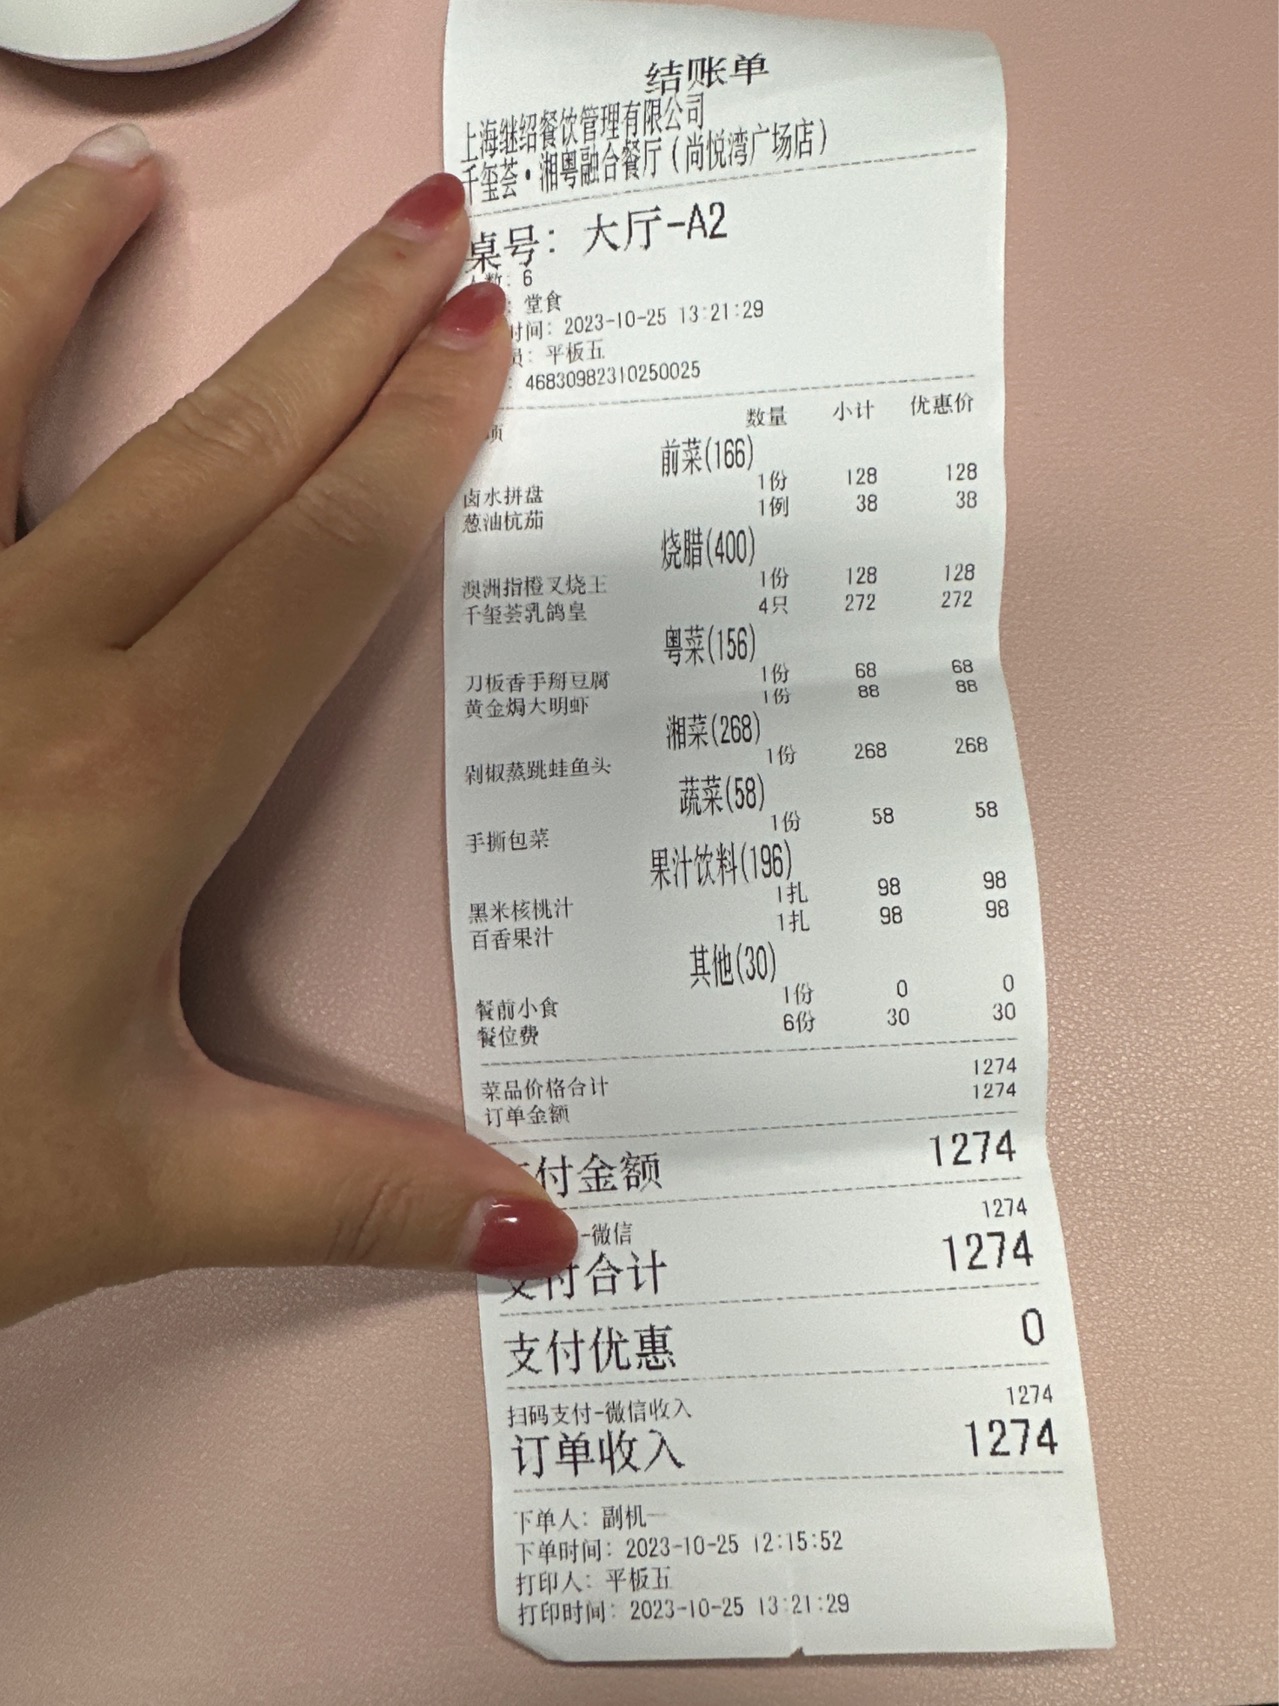 结账单
上海继绍餐饮管理有限公司
千玺荟·湘粤融合餐厅(尚悦湾广场店)
桌号: 大厅-A2
数: 6
: 堂食
时间: 2023-10-25 13:21:29
员: 平板五
: 46830982310250025
项 数量 小计 优惠价
前菜(166)
卤水拼盘 1份 128 128
葱油杭茄 1例 38 38
烧腊(400)
澳洲指橙叉烧王 1份 128 128
千玺荟乳鸽皇 4只 272 272
粤菜(156)
刀板香手掰豆腐 1份 68 68
黄金焗大明虾 1份 88 88
湘菜(268)
剁椒蒸跳蛙鱼头 1份 268 268
蔬菜(58)
手撕包菜 1份 58 58
果汁饮料(196)
黑米核桃汁 1扎 98 98
百香果汁 1扎 98 98
其他(30)
餐前小食 1份 0 0
餐位费 6份 30 30
菜品价格合计 1274
订单金额 1274
付金额 1274
-微信 1274
支付合计 1274
支付优惠 0
扫码支付-微信收入 1274
订单收入 1274
下单人: 副机一
下单时间: 2023-10-25 12:15:52
打印人: 平板五
打印时间: 2023-10-25 13:21:29